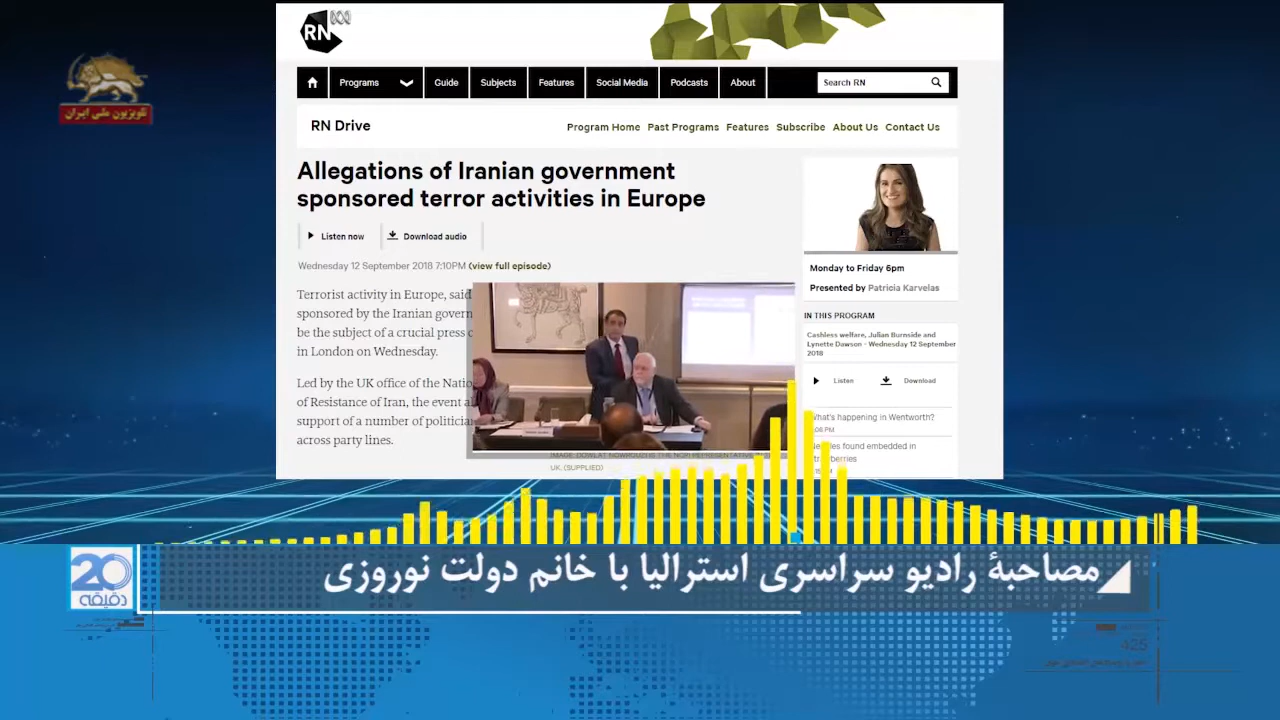 RN
تلویزیون ملی ایران
Programs
Guide
Subjects
Features
Social Media
Podcasts
About
Search RN
RN Drive
Program Home
Past Programs
Features
Subscribe
About Us
Contact Us
Allegations of Iranian government
sponsored terror activities in Europe
Listen now
Download audio
Wednesday 12 September 2018 7:10PM (view full episode)
Terrorist activity in Europe, said
sponsored by the Iranian govern
be the subject of a crucial press
in London on Wednesday.
Led by the UK office of the Natio
of Resistance of Iran, the event
support of a number of politician
across party lines.
UK. (SUPPLIED)
Monday to Friday 6pm
Presented by Patricia Karvelas
IN THIS PROGRAM
Cashless welfare, Julian Burnside and
Lynette Dawson - Wednesday 12 September
2018
Listen
Download
What's happening in Wentworth?
found embedded in
مصاحبهٔ رادیو سراسری استرالیا با خانم دولت نوروزی
20
دقیقه
425